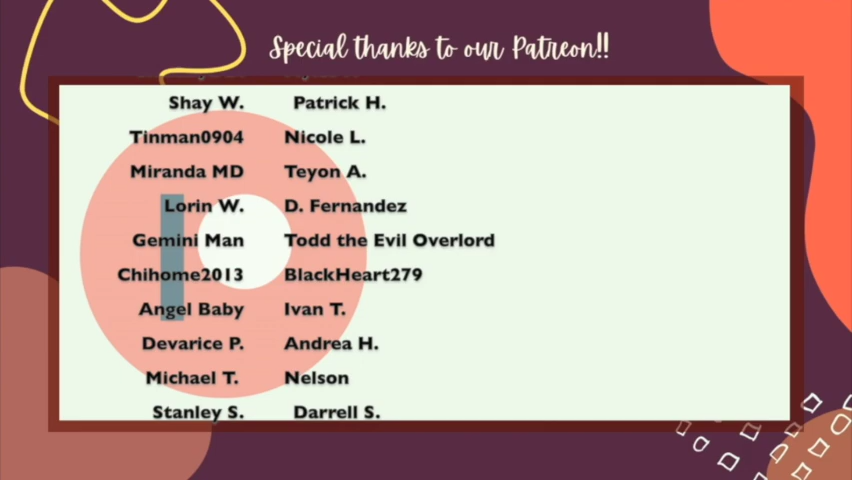 Special thanks to our Patreon!!
Shay W. Patrick H.
Tinman0904 Nicole L.
Miranda MD Teyon A.
Lorin W. D. Fernandez
Gemini Man Todd the Evil Overlord
Chihome2013 BlackHeart279
Angel Baby Ivan T.
Devarice P. Andrea H.
Michael T. Nelson
Stanley S. Darrell S.